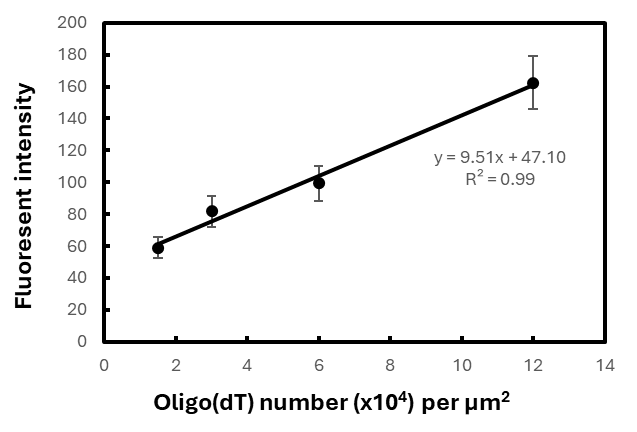 200
180
160
140
120
100
80
60
40
20
0
Fluoresent intensity
y = 9.51x + 47.10
R² = 0.99
0 2 4 6 8 10 12 14
Oligo(dT) number (x10⁴) per µm²